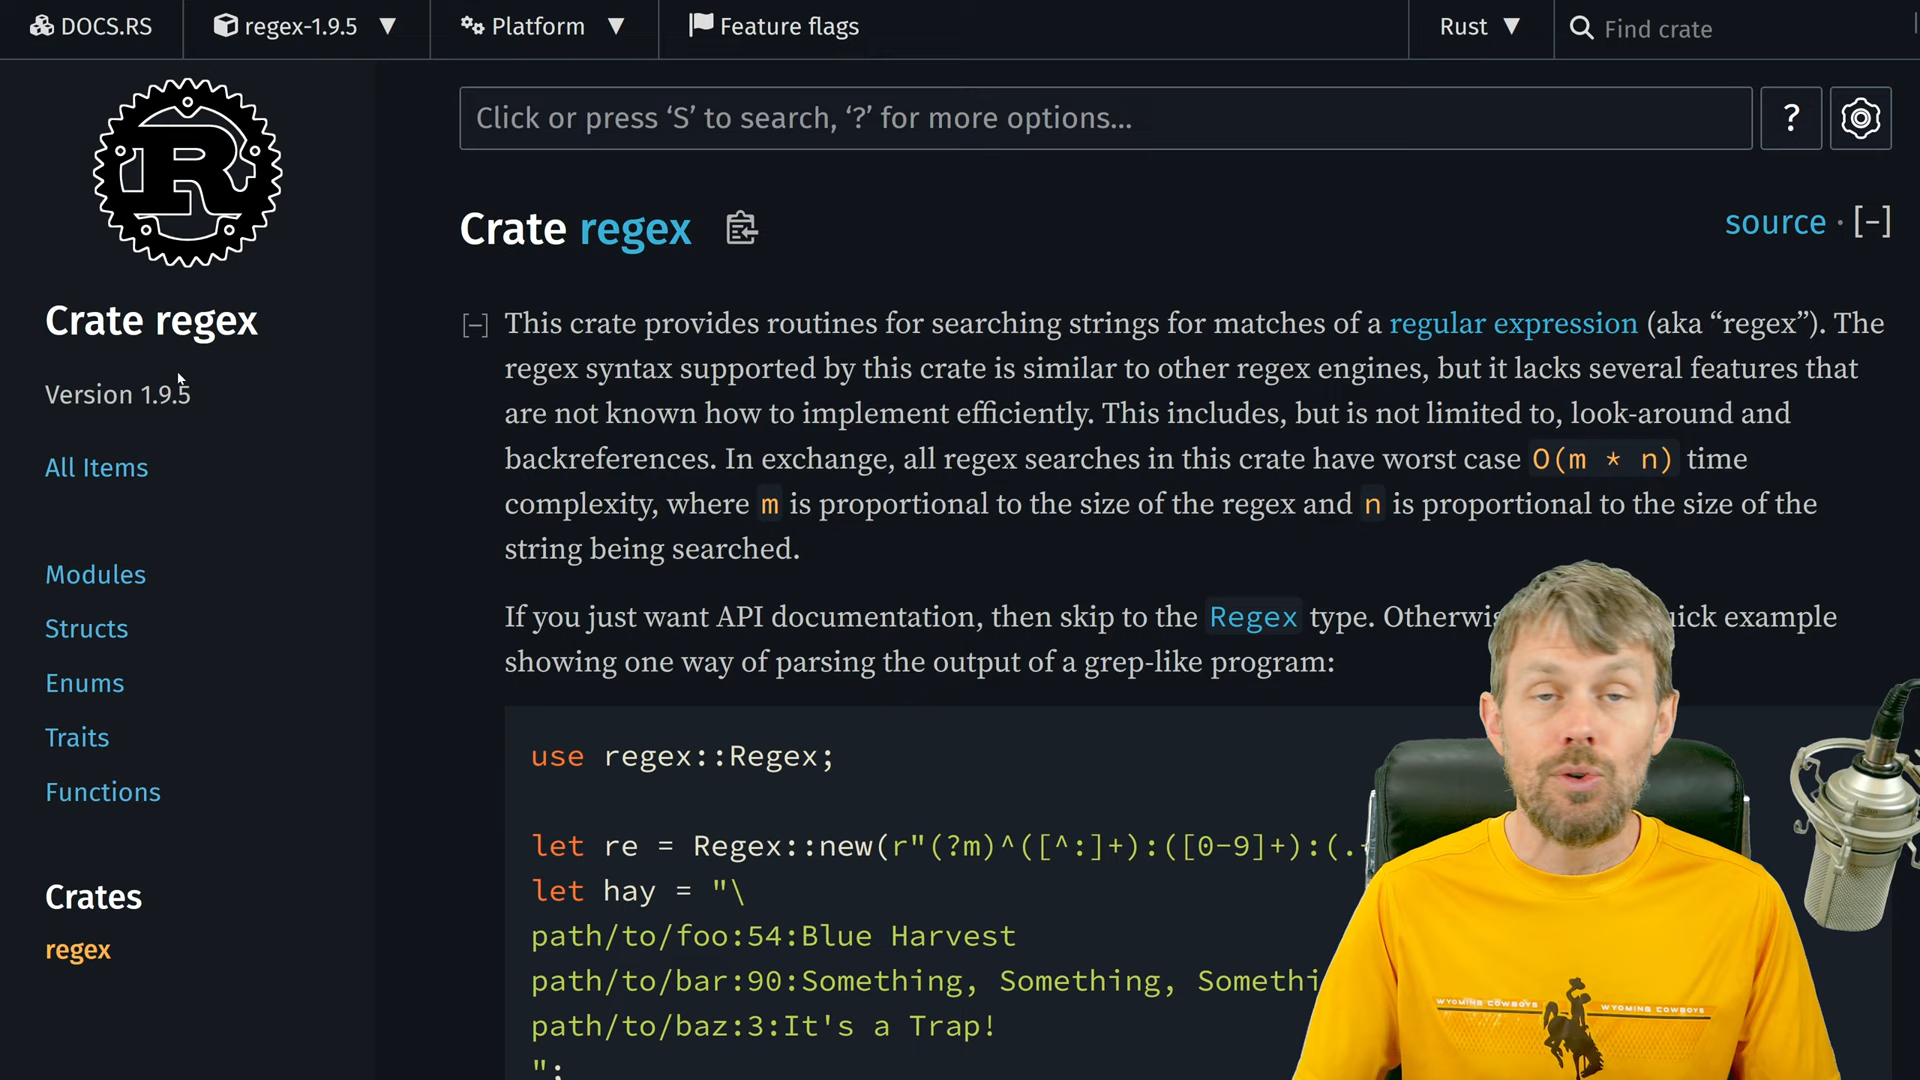 DOCS.RS
regex-1.9.5
Platform
Feature flags
Rust
Find crate
Click or press ‘S’ to search, ‘?’ for more options…
?
R
Crate regex
source · [−]
Crate regex
Version 1.9.5
All Items
Modules
Structs
Enums
Traits
Functions
Crates
regex
[−] This crate provides routines for searching strings for matches of a regular expression (aka “regex”). The
regex syntax supported by this crate is similar to other regex engines, but it lacks several features that
are not known how to implement efficiently. This includes, but is not limited to, look-around and
backreferences. In exchange, all regex searches in this crate have worst case O(m * n) time
complexity, where m is proportional to the size of the regex and n is proportional to the size of the
string being searched.
If you just want API documentation, then skip to the Regex type. example
showing one way of parsing the output of a grep-like program:
use regex::Regex;
let re = Regex::new(r"(?m)^([^:]+):([0-9]+):(.
let hay = "\
path/to/foo:54:Blue Harvest
path/to/bar:90:Something, Something,
path/to/baz:3:It's a Trap!
";
WYOMING COWBOYS WYOMING COWBOYS